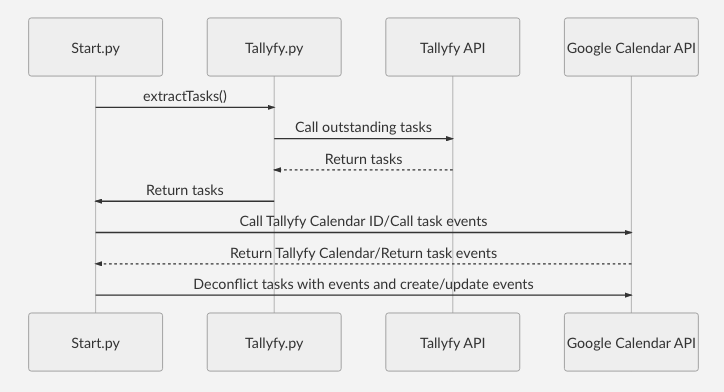 Start.py
Tallyfy.py
Tallyfy API
Google Calendar API
extractTasks()
Call outstanding tasks
Return tasks
Return tasks
Call Tallyfy Calendar ID/Call task events
Return Tallyfy Calendar/Return task events
Deconflict tasks with events and create/update events
Start.py
Tallyfy.py
Tallyfy API
Google Calendar API